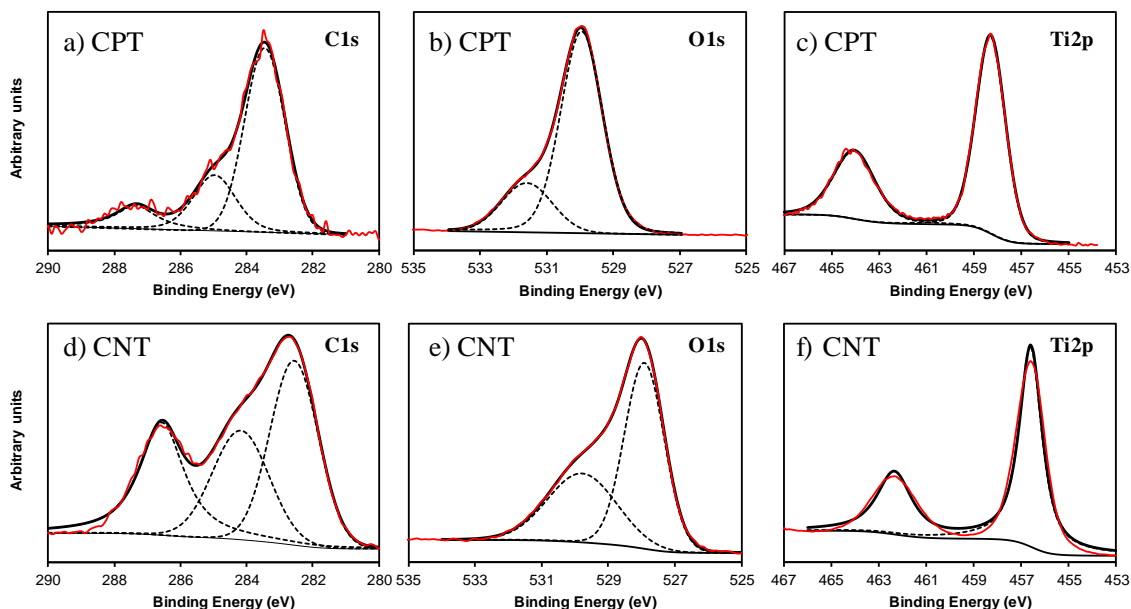 a) CPT
C1s
b) CPT
O1s
c) CPT
Ti2p
Arbitrary units
290 288 286 284 282 280
535 533 531 529 527 525
467 465 463 461 459 457 455 453
Binding Energy (eV)
Binding Energy (eV)
Binding Energy (eV)
d) CNT
C1s
e) CNT
O1s
f) CNT
Ti2p
Arbitrary units
290 288 286 284 282 280
535 533 531 529 527 525
467 465 463 461 459 457 455 453
Binding Energy (eV)
Binding Energy (eV)
Binding Energy (eV)